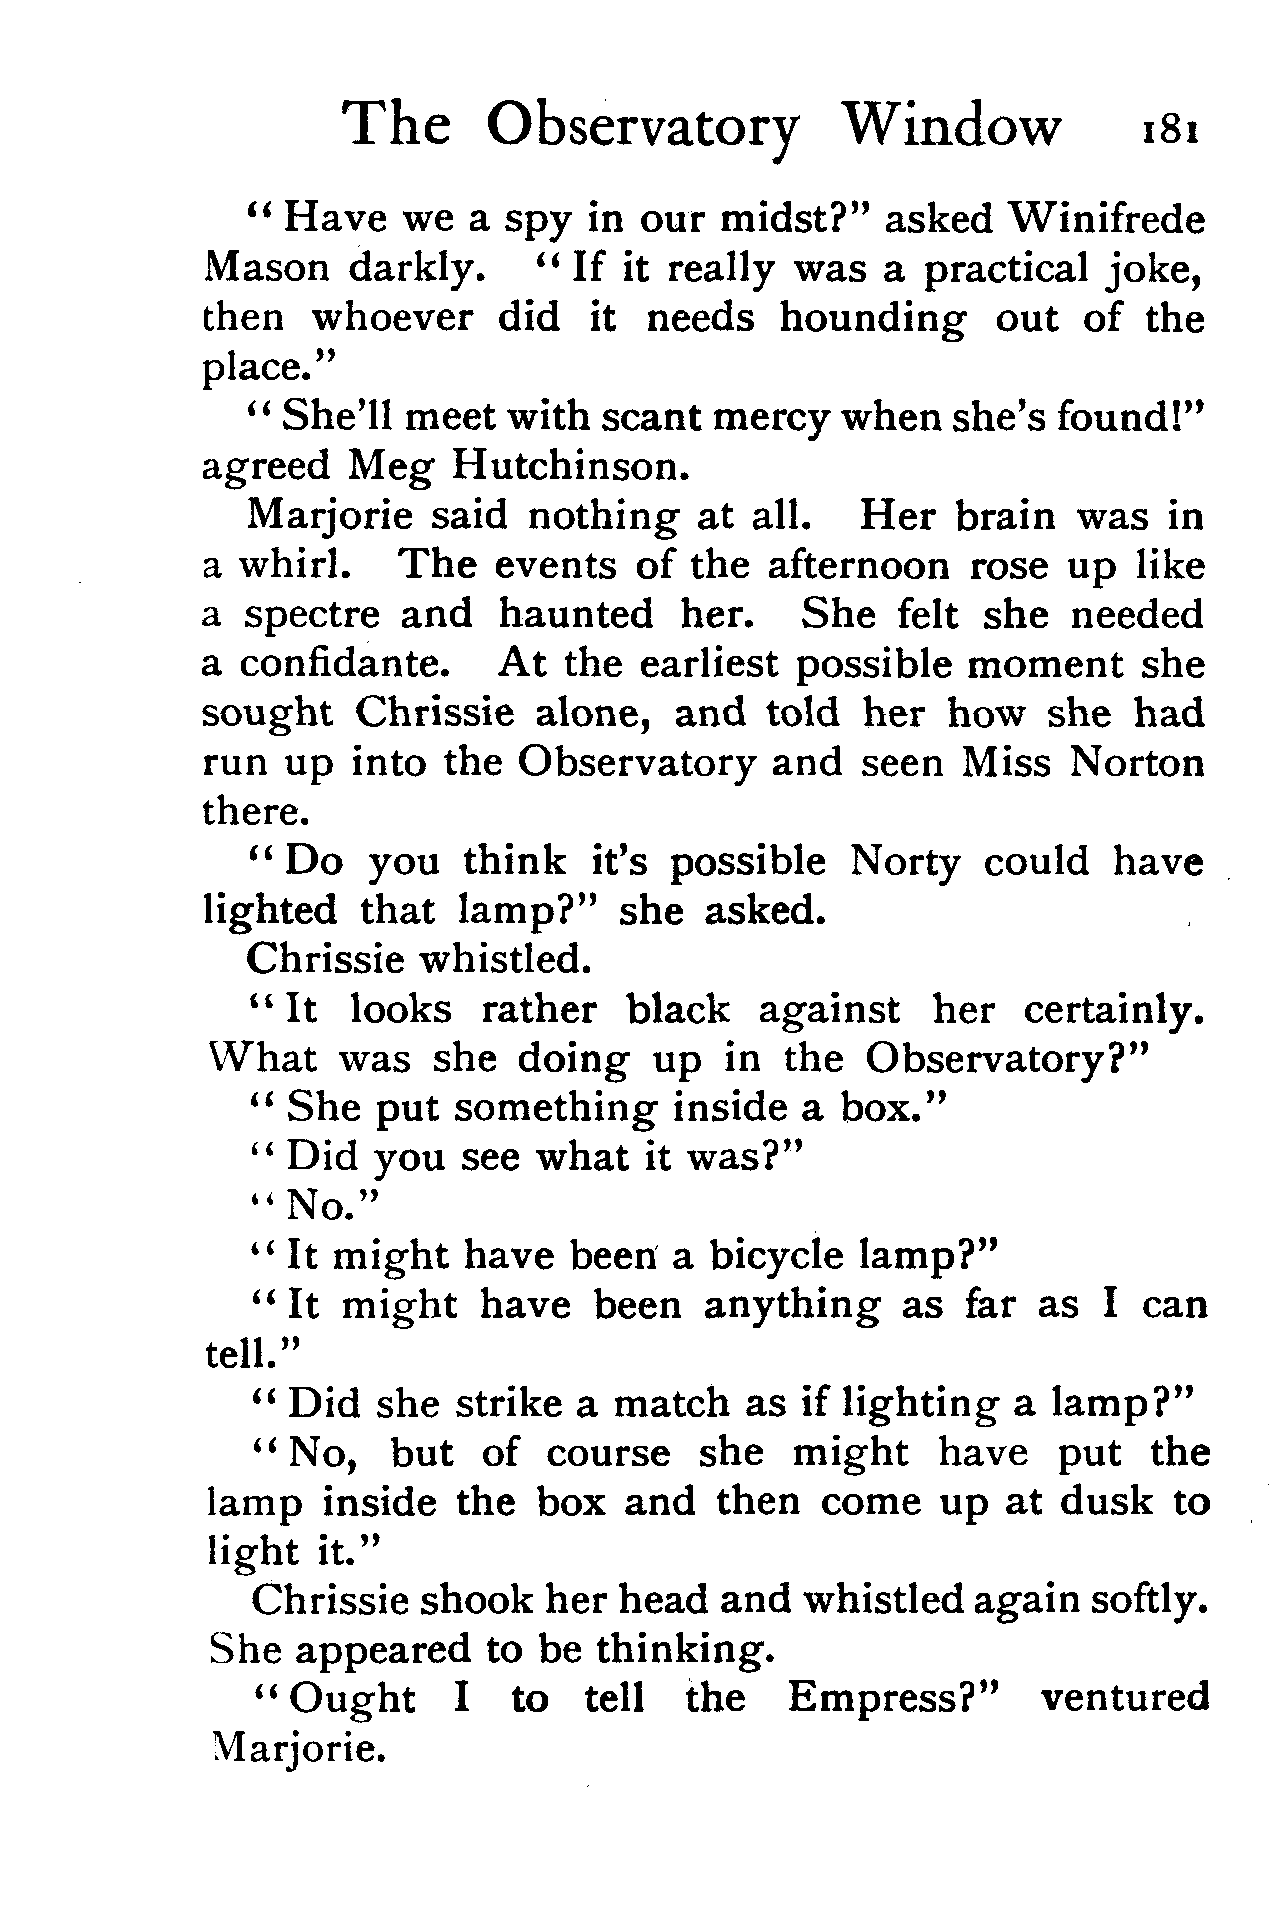 The Observatory Window 181
“ Have we a spy in our midst?” asked Winifrede
Mason darkly. “ If it really was a practical joke,
then whoever did it needs hounding out of the
place.”
“ She’ll meet with scant mercy when she’s found!”
agreed Meg Hutchinson.
Marjorie said nothing at all. Her brain was in
a whirl. The events of the afternoon rose up like
a spectre and haunted her. She felt she needed
a confidante. At the earliest possible moment she
sought Chrissie alone, and told her how she had
run up into the Observatory and seen Miss Norton
there.
“ Do you think it’s possible Norty could have
lighted that lamp?” she asked.
Chrissie whistled.
“ It looks rather black against her certainly.
What was she doing up in the Observatory?”
“ She put something inside a box.”
“ Did you see what it was?”
“ No.”
“ It might have been a bicycle lamp?”
“ It might have been anything as far as I can
tell.”
“ Did she strike a match as if lighting a lamp?”
“ No, but of course she might have put the
lamp inside the box and then come up at dusk to
light it.”
Chrissie shook her head and whistled again softly.
She appeared to be thinking.
“ Ought I to tell the Empress?” ventured
Marjorie.